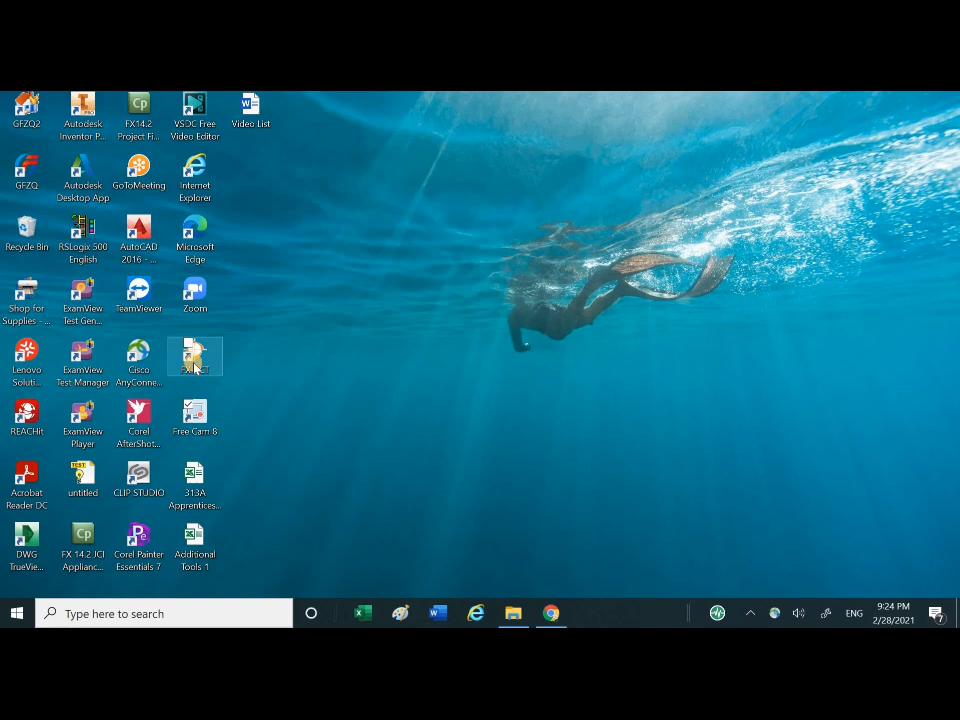 GFZQ2
Autodesk
Inventor P...
FX14.2
Project Fi...
VSDC Free
Video Editor
Video List
GFZQ
Autodesk
Desktop App
GoToMeeting
Internet
Explorer
Recycle Bin
RSLogix 500
English
AutoCAD
2016 - ...
Microsoft
Edge
Shop for
Supplies - ...
ExamView
Test Gen...
TeamViewer
Zoom
Lenovo
Soluti...
ExamView
Test Manager
Cisco
AnyConne...
REACHit
ExamView
Player
Corel
AfterShot...
Free Cam 8
Acrobat
Reader DC
untitled
CLIP STUDIO
313A
Apprentices...
DWG
TrueVie...
FX 14.2 JCI
Applianc...
Corel Painter
Essentials 7
Additional
Tools 1
Type here to search
ENG
9:24 PM
2/28/2021
7